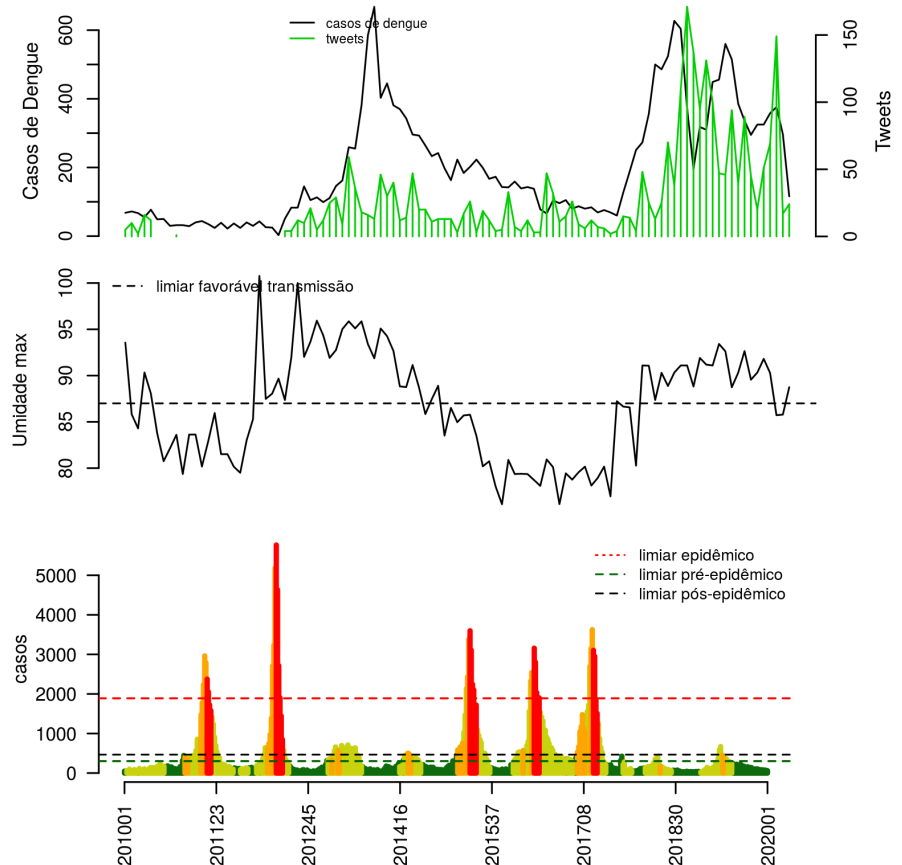 casos de dengue
tweets
Casos de Dengue
600
400
200
0
150
100
50
0
Tweets
limiar favorável transmissão
Umidade max
100
95
90
85
80
limiar epidêmico
limiar pré-epidêmico
limiar pós-epidêmico
casos
5000
4000
3000
2000
1000
0
201001
201123
201245
201416
201537
201708
201830
202001